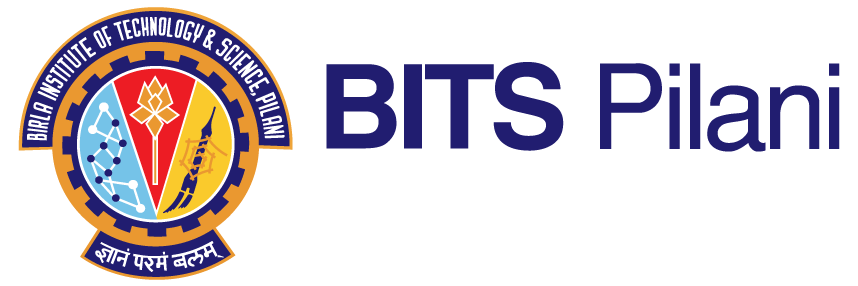 BIRLA INSTITUTE OF TECHNOLOGY & SCIENCE, PILANI
ज्ञानं परमं बलम्
BITS Pilani